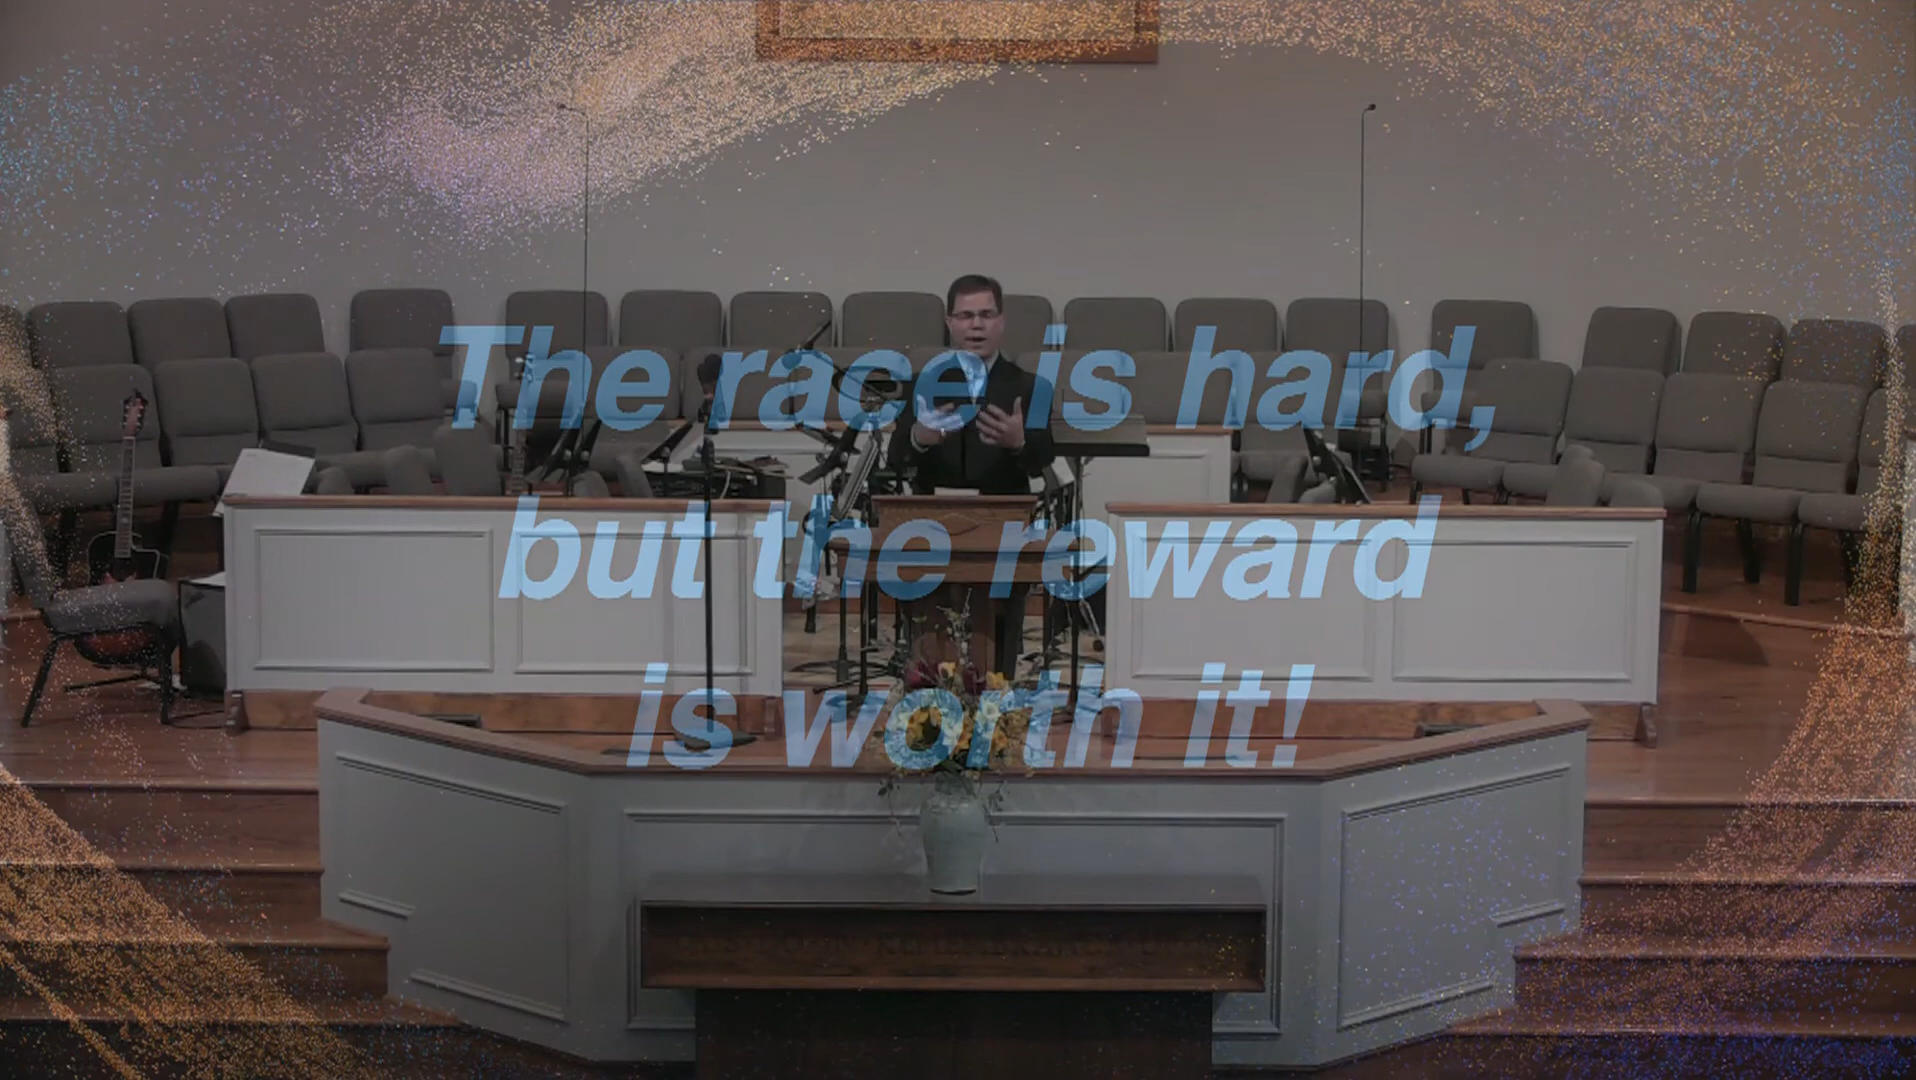 The race is hard,
but the reward
is worth it!